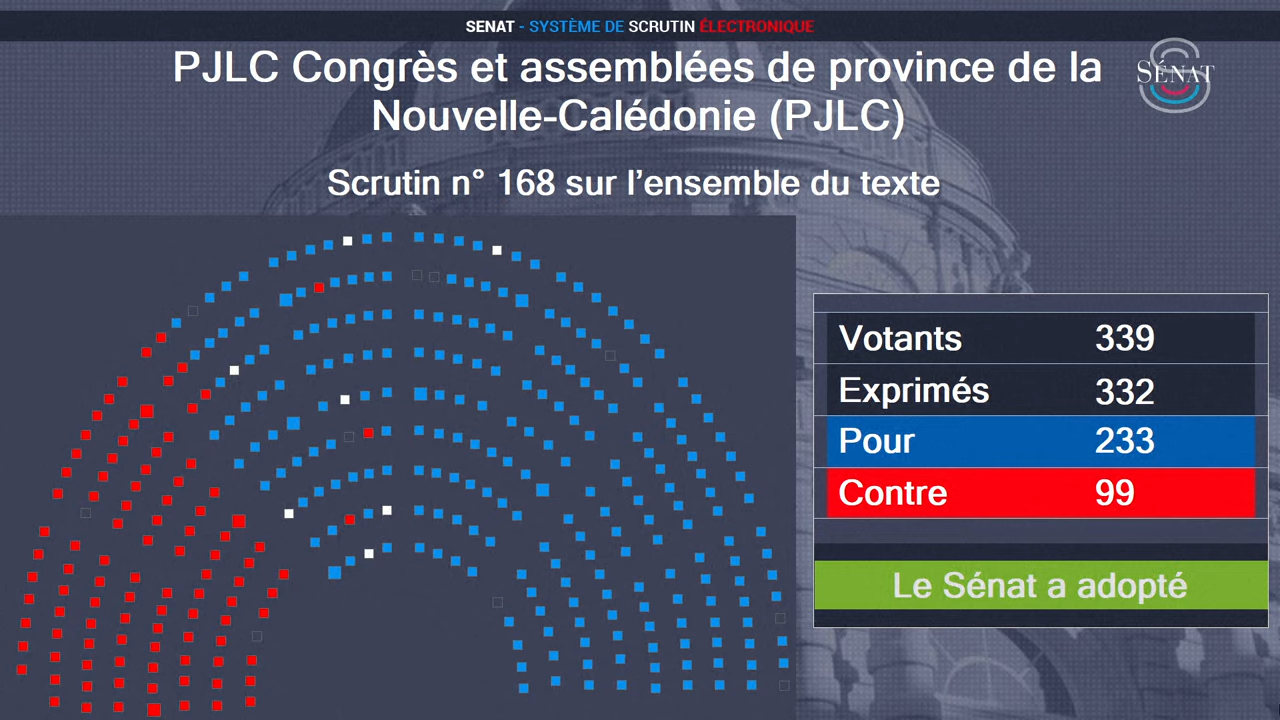 SENAT - SYSTÈME DE SCRUTIN ÉLECTRONIQUE
PJLC Congrès et assemblées de province de la
Nouvelle-Calédonie (PJLC)
SÉNAT
Scrutin n° 168 sur l'ensemble du texte
Votants 339
Exprimés 332
Pour 233
Contre 99
Le Sénat a adopté